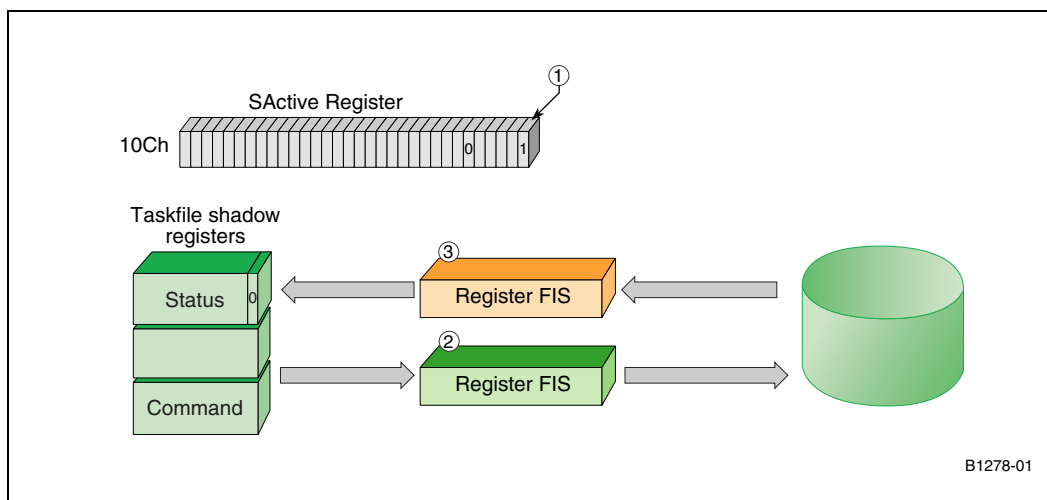 ①
SActive Register
10Ch
0
1
Taskfile shadow
registers
③
Status
0
Register FIS
②
Register FIS
Command
B1278-01